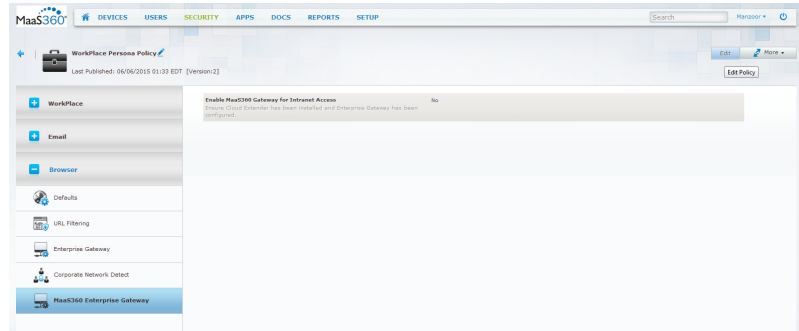 MaaS360
DEVICES USERS SECURITY APPS DOCS REPORTS SETUP
Search
Manzoor
WorkPlace Persona Policy
Edit
More
Last Published: 06/06/2015 01:33 EDT [Version:2]
Edit Policy
WorkPlace
Enable MaaS360 Gateway for Intranet Access
No
Ensure Cloud Extender has been installed and Enterprise Gateway has been
configured.
Email
Browser
Defaults
URL Filtering
Enterprise Gateway
Corporate Network Detect
MaaS360 Enterprise Gateway